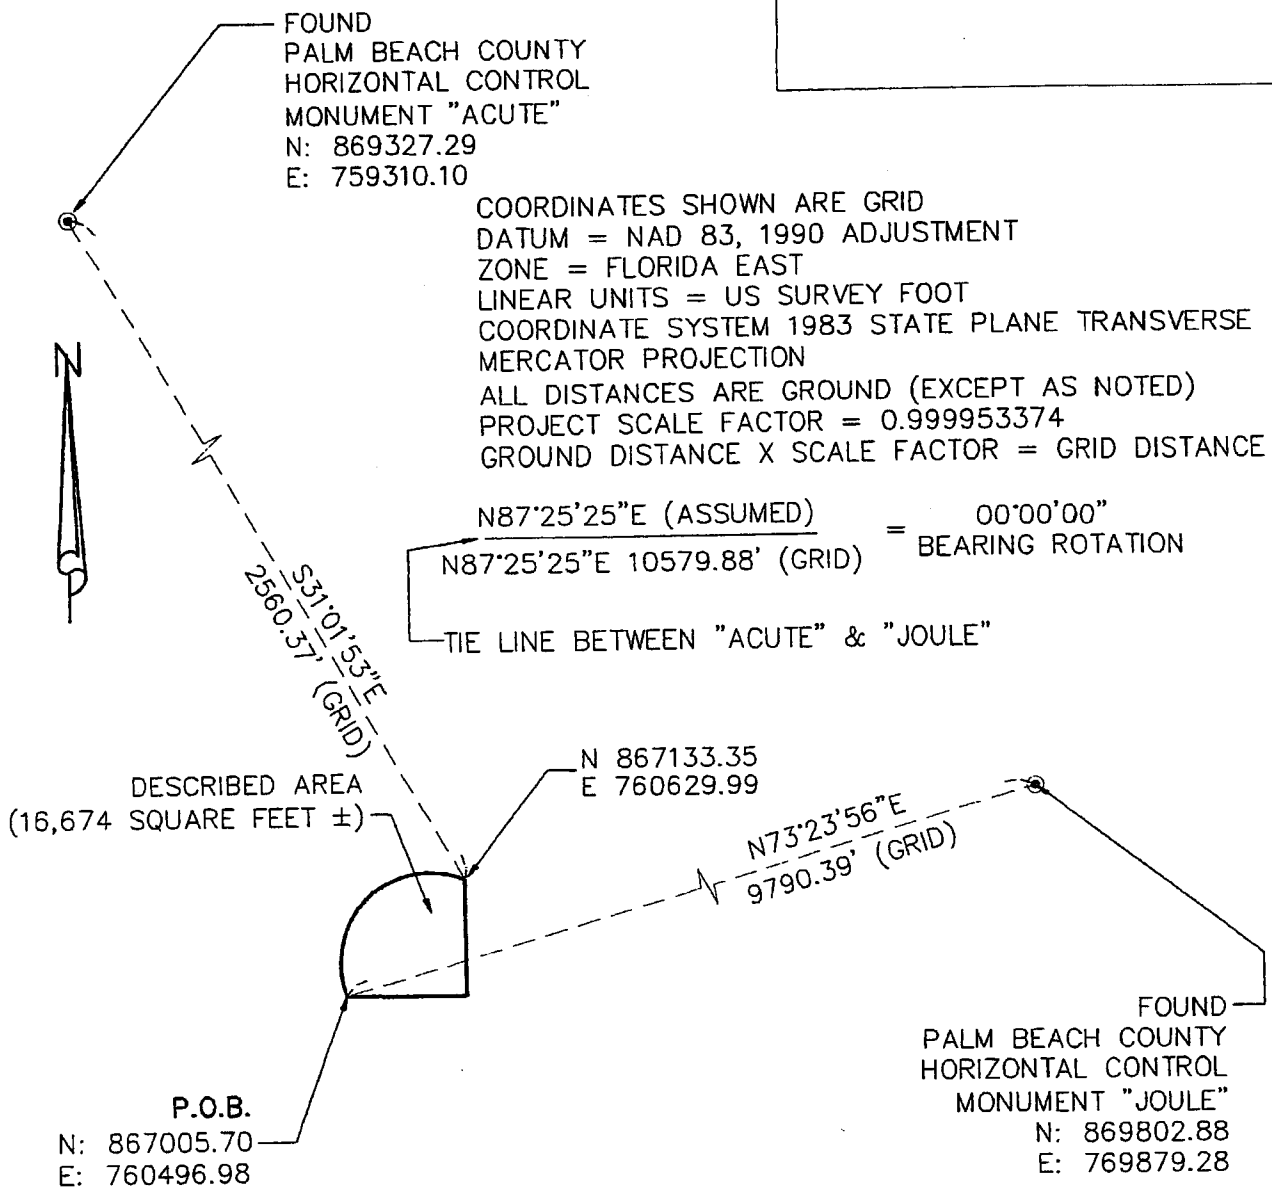 FOUND
PALM BEACH COUNTY
HORIZONTAL CONTROL
MONUMENT "ACUTE"
N: 869327.29
E: 759310.10
COORDINATES SHOWN ARE GRID
DATUM = NAD 83, 1990 ADJUSTMENT
ZONE = FLORIDA EAST
LINEAR UNITS = US SURVEY FOOT
COORDINATE SYSTEM 1983 STATE PLANE TRANSVERSE
MERCATOR PROJECTION
ALL DISTANCES ARE GROUND (EXCEPT AS NOTED)
PROJECT SCALE FACTOR = 0.999953374
GROUND DISTANCE X SCALE FACTOR = GRID DISTANCE
N
N87°25'25"E (ASSUMED)
N87°25'25"E 10579.88' (GRID)
= 00°00'00"
BEARING ROTATION
TIE LINE BETWEEN "ACUTE" & "JOULE"
S31°01'53"E
2560.37' (GRID)
DESCRIBED AREA
(16,674 SQUARE FEET ±)
N 867133.35
E 760629.99
N73°23'56"E
9790.39' (GRID)
P.O.B.
N: 867005.70
E: 760496.98
FOUND
PALM BEACH COUNTY
HORIZONTAL CONTROL
MONUMENT "JOULE"
N: 869802.88
E: 769879.28